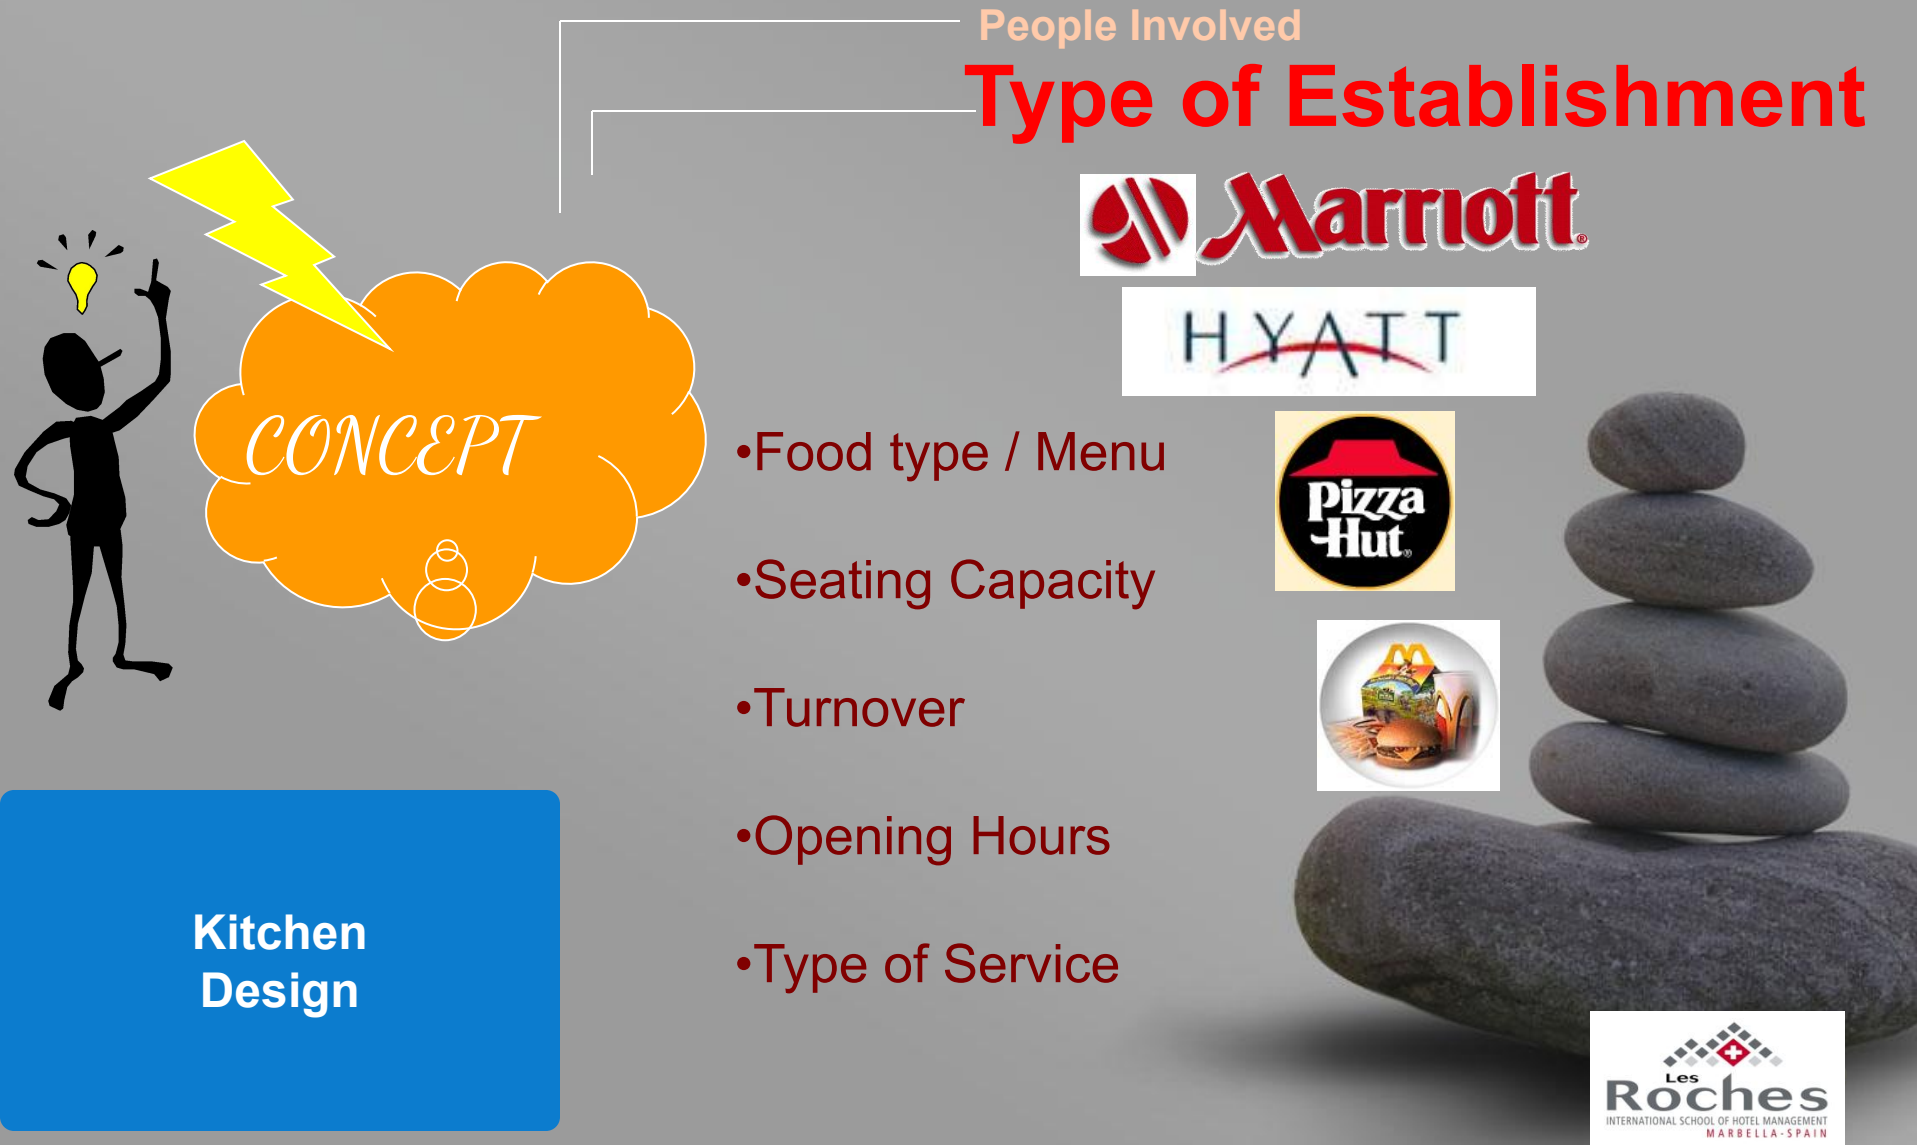 People Involved
Type of Establishment
Marriott®
HYATT
CONCEPT
•Food type / Menu
Pizza
Hut®
•Seating Capacity
•Turnover
•Opening Hours
Kitchen
Design
•Type of Service
Les
Roches
INTERNATIONAL SCHOOL OF HOTEL MANAGEMENT
MARBELLA-SPAIN